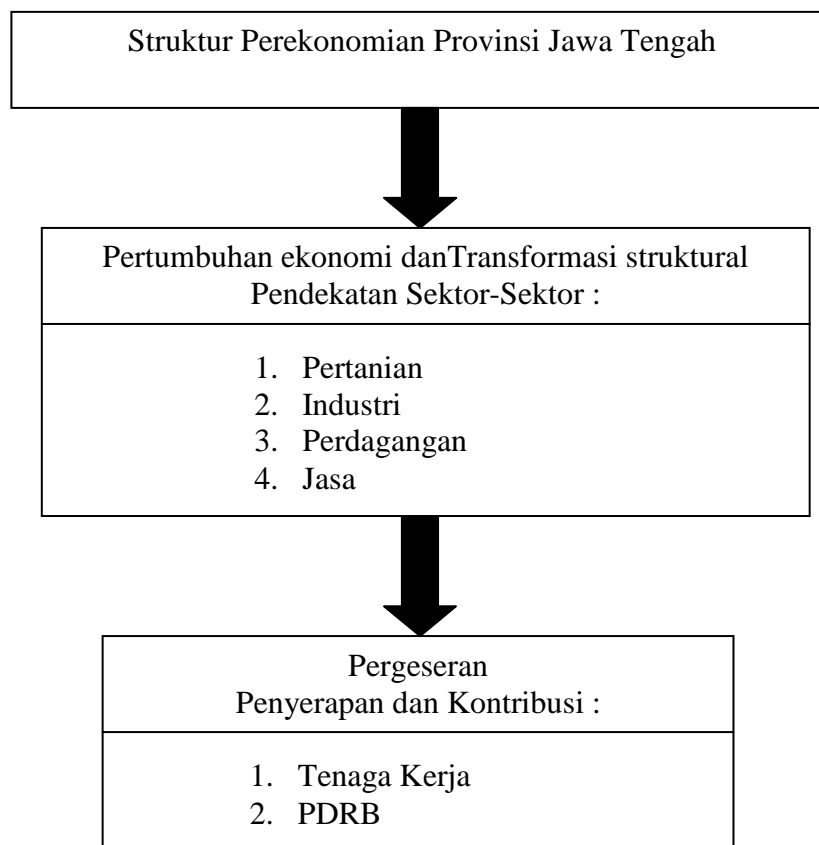 Struktur Perekonomian Provinsi Jawa Tengah
Pertumbuhan ekonomi danTransformasi struktural
Pendekatan Sektor-Sektor :
1. Pertanian
2. Industri
3. Perdagangan
4. Jasa
Pergeseran
Penyerapan dan Kontribusi :
1. Tenaga Kerja
2. PDRB